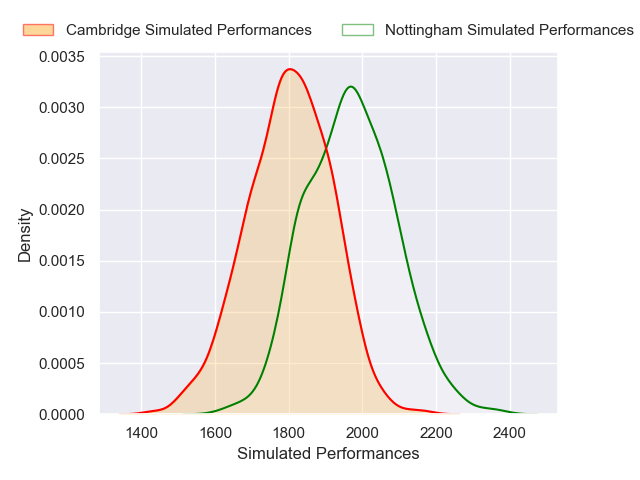 Cambridge Simulated Performances Nottingham Simulated Performances
0.0035
0.0030
0.0025
0.0020
0.0015
0.0010
0.0005
0.0000
Density
1400 1600 1800 2000 2200 2400
Simulated Performances